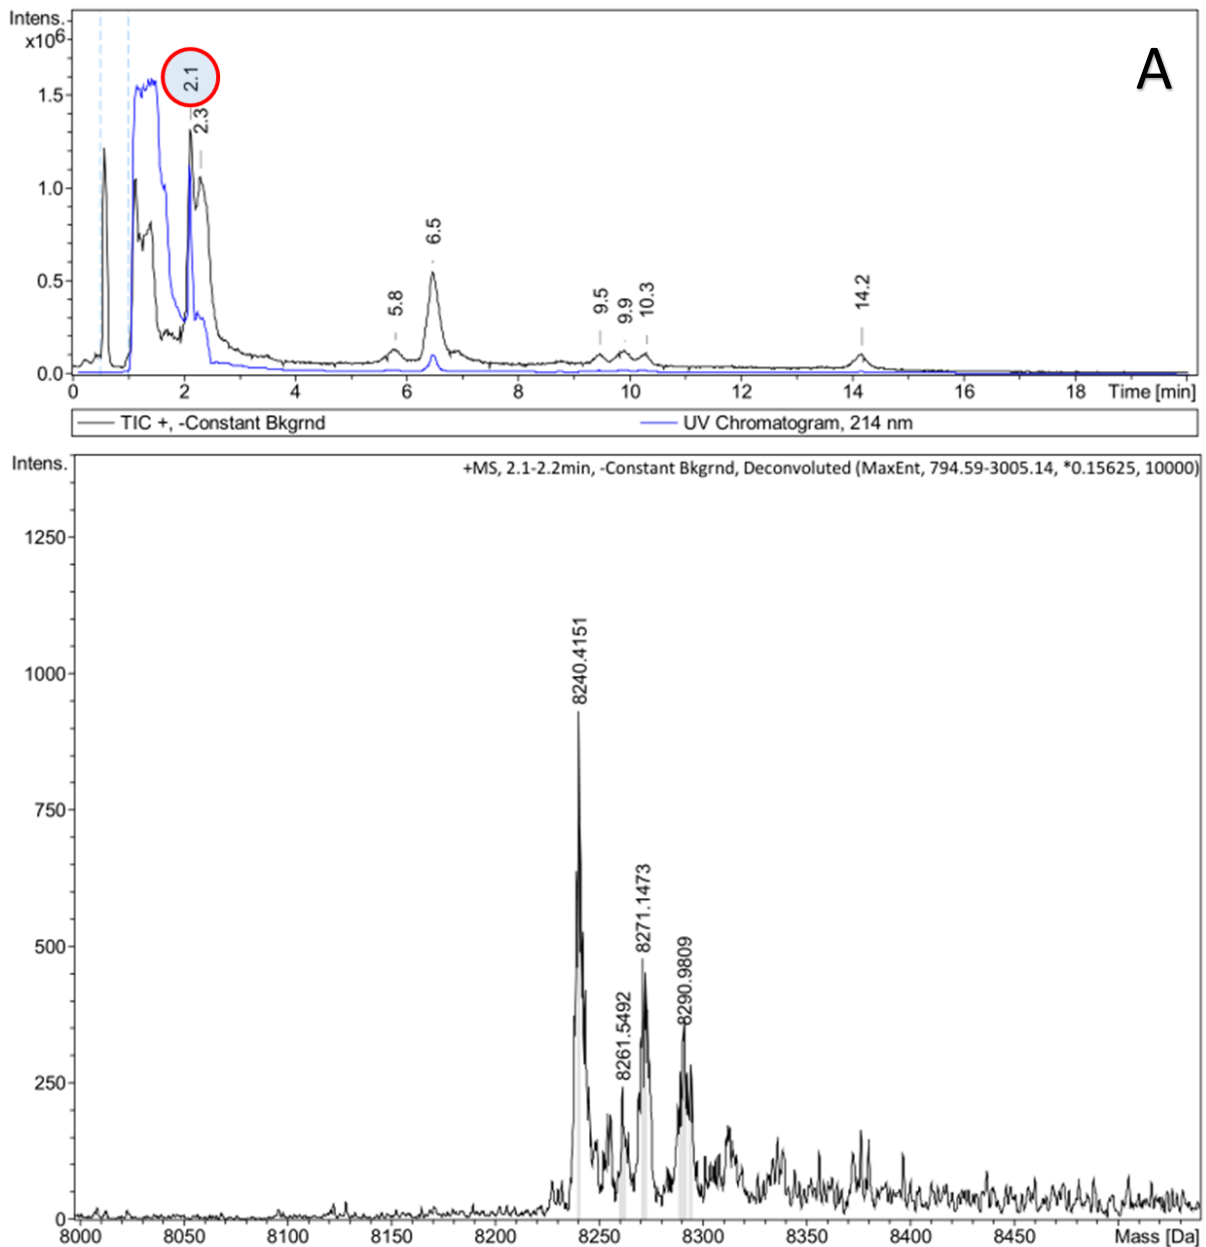 Intens.
x10⁶
A
2.1
2.3
1.5
1.0
6.5
0.5
5.8
9.5
9.9
10.3
14.2
0.0
0 2 4 6 8 10 12 14 16 18 Time [min]
TIC +, -Constant Bkgrnd UV Chromatogram, 214 nm
Intens.
+MS, 2.1-2.2min, -Constant Bkgrnd, Deconvoluted (MaxEnt, 794.59-3005.14, *0.15625, 10000)
1250
1000
8240.4151
750
8271.1473
500
8290.9809
8261.5492
250
0
8000 8050 8100 8150 8200 8250 8300 8350 8400 8450 Mass [Da]